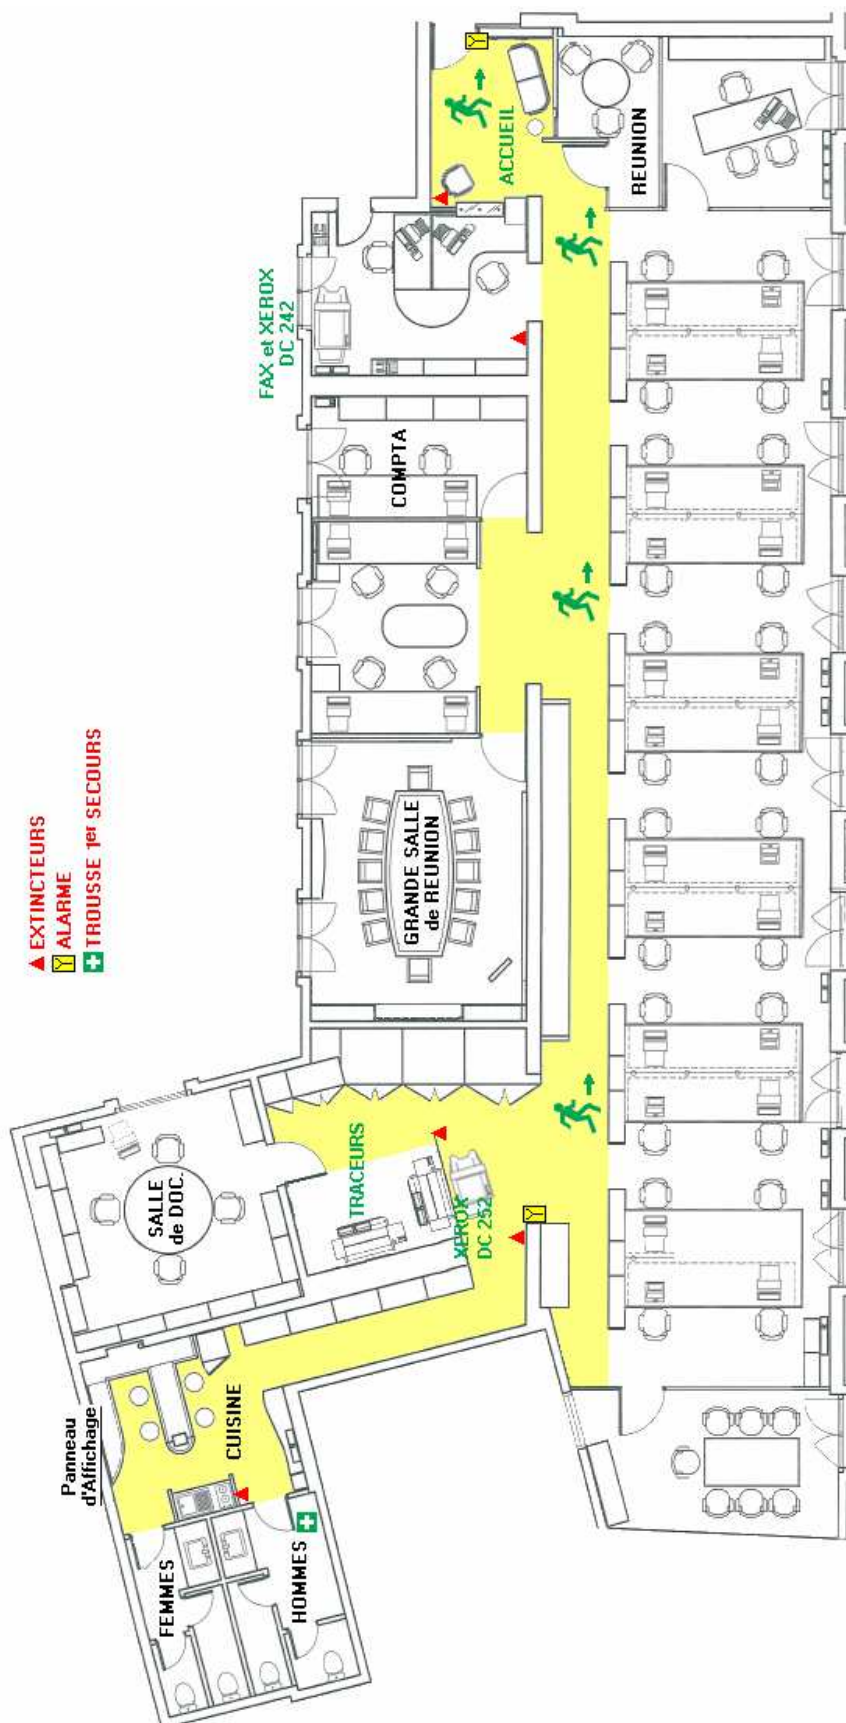 EXTINCTEURS
ALARME
TROUSSE 1er SECOURS
Panneau
d'Affichage
FEMMES
HOMMES
CUISINE
SALLE
de DOC.
TRACEURS
XEROX
DC 252
GRANDE SALLE
de REUNION
COMPTA
FAX et XEROX
DC 242
ACCUEIL
REUNION